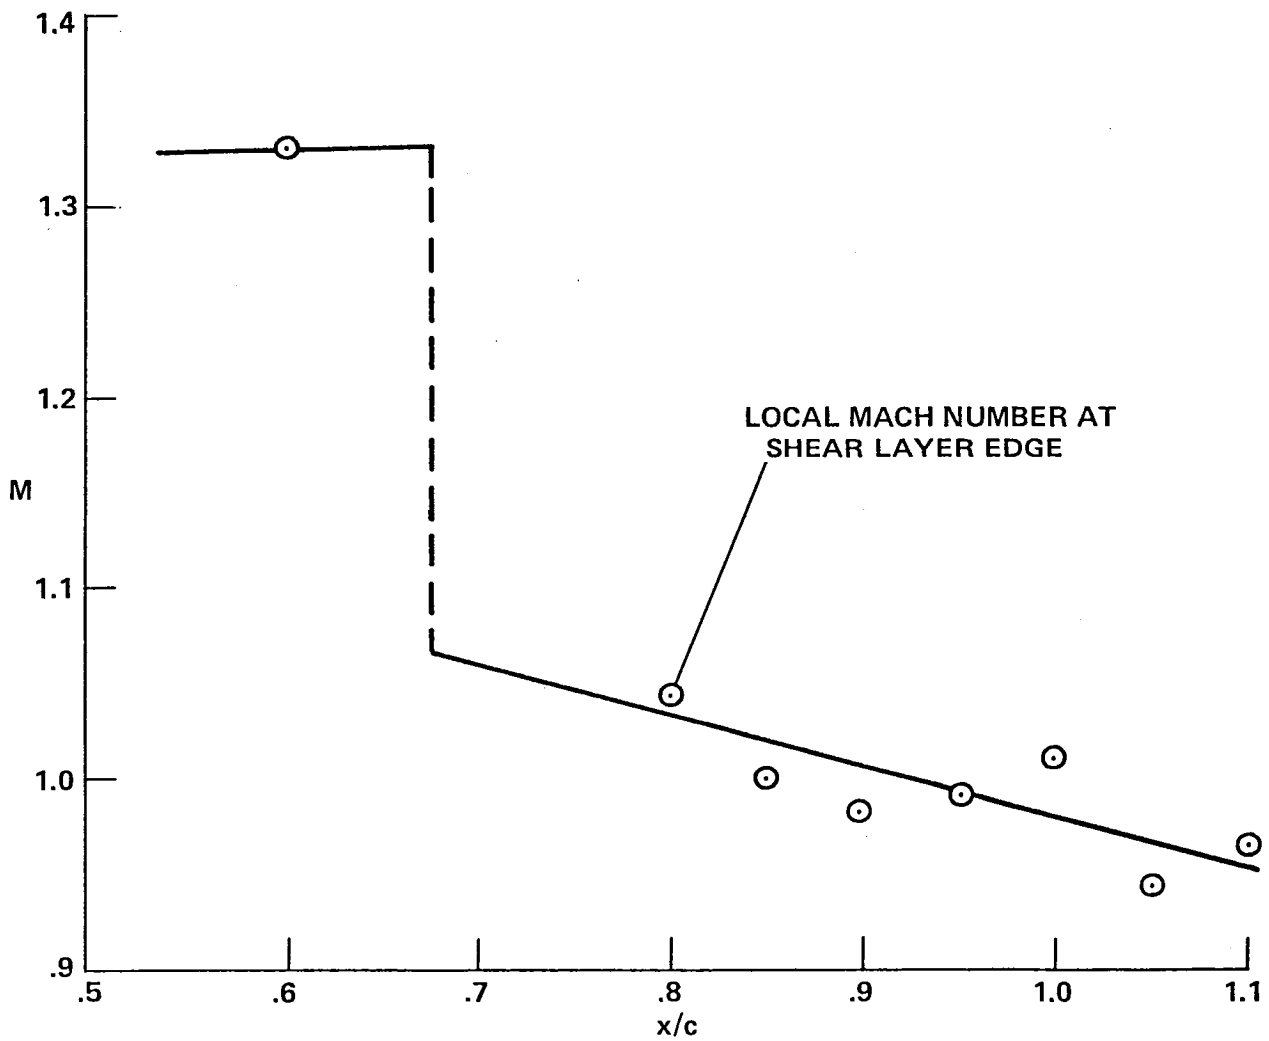 1.4
1.3
1.2
LOCAL MACH NUMBER AT
SHEAR LAYER EDGE
M
1.1
1.0
.9
.5 .6 .7 .8 .9 1.0 1.1
x/c